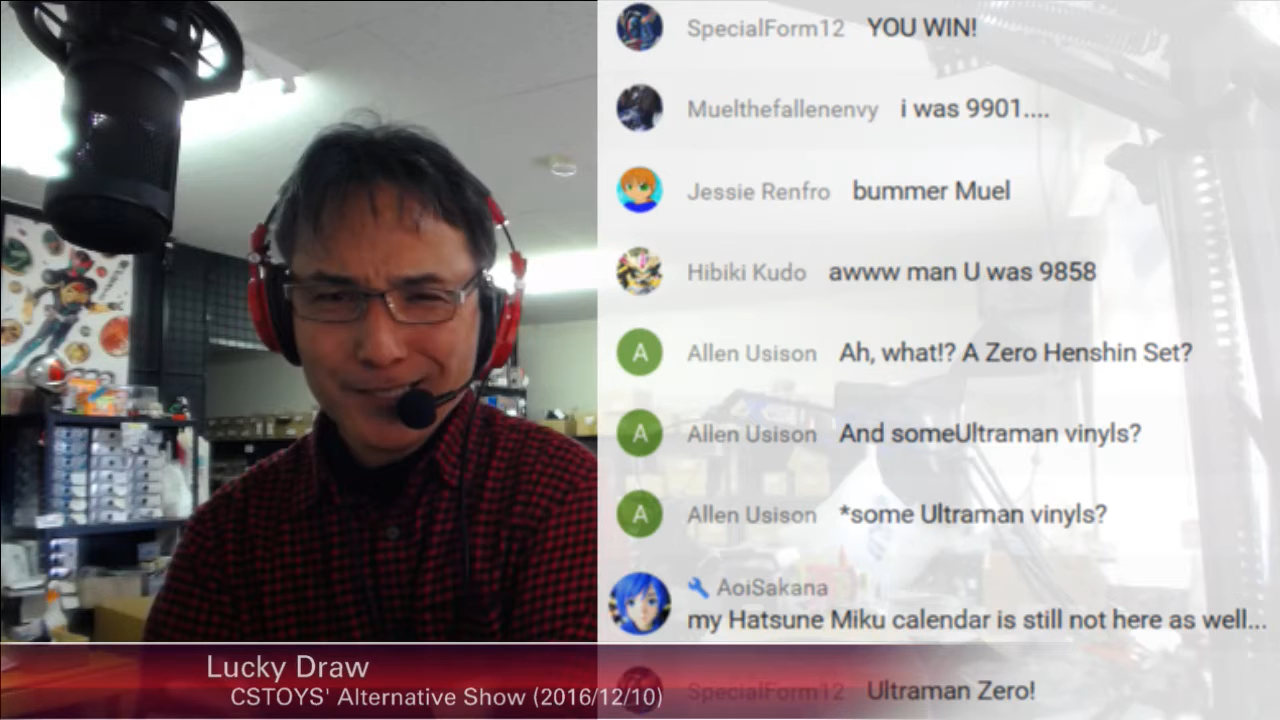 SpecialForm12 YOU WIN!
Muelthefallenenvy i was 9901....
Jessie Renfro bummer Muel
Hibiki Kudo awww man U was 9858
A Allen Usison Ah, what!? A Zero Henshin Set?
A Allen Usison And someUltraman vinyls?
A Allen Usison *some Ultraman vinyls?
AoiSakana
my Hatsune Miku calendar is still not here as well...
SpecialForm12 Ultraman Zero!
Lucky Draw
CSTOYS' Alternative Show (2016/12/10)